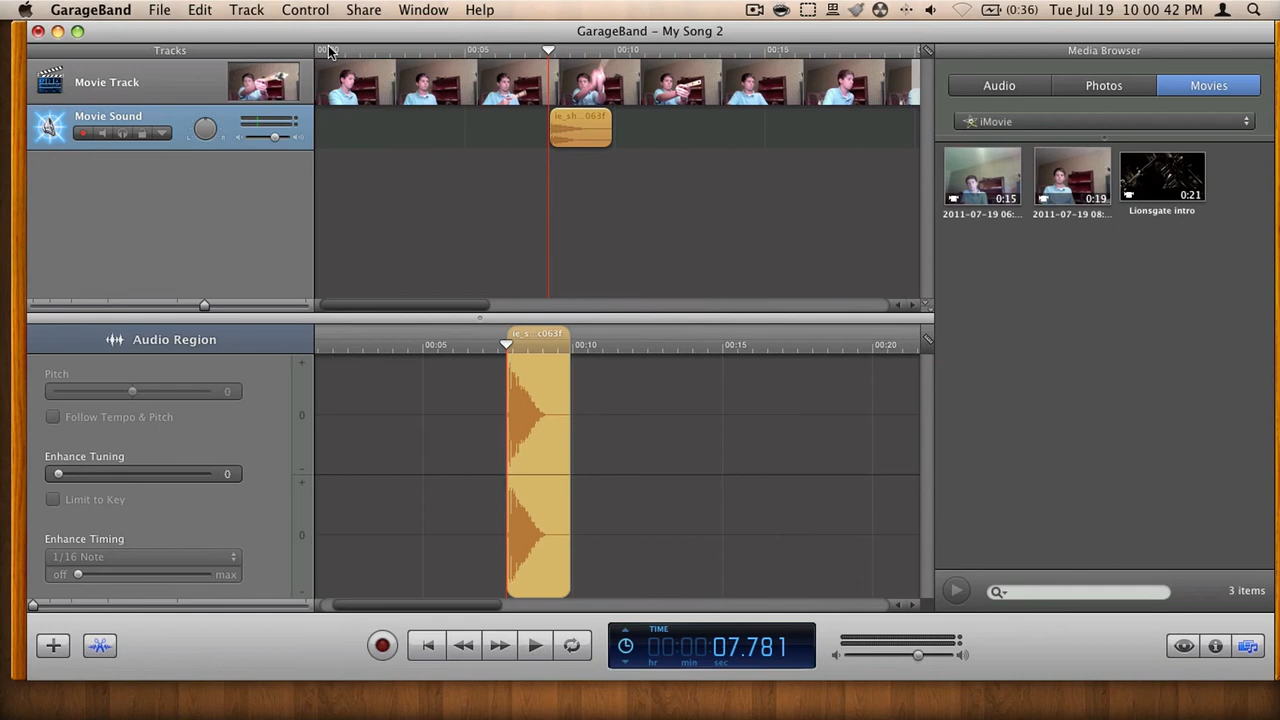 GarageBand File Edit Track Control Share Window Help (0:36) Tue Jul 19 10 00 42 PM
GarageBand - My Song 2
Tracks 00:05 00:10 00:15 Media Browser
Movie Track
Audio Photos Movies
Movie Sound
ie_sh...063f
iMovie
0:15 0:19 0:21
2011-07-19 06:... 2011-07-19 08:... Lionsgate intro
Audio Region
ie_s...c063f
00:05 00:10 00:15 00:20
Pitch
0
Follow Tempo & Pitch
+
0
-
Enhance Tuning
0
Limit to Key
+
0
-
Enhance Timing
1/16 Note
off max
3 items
TIME
00:00:07.781
hr min sec